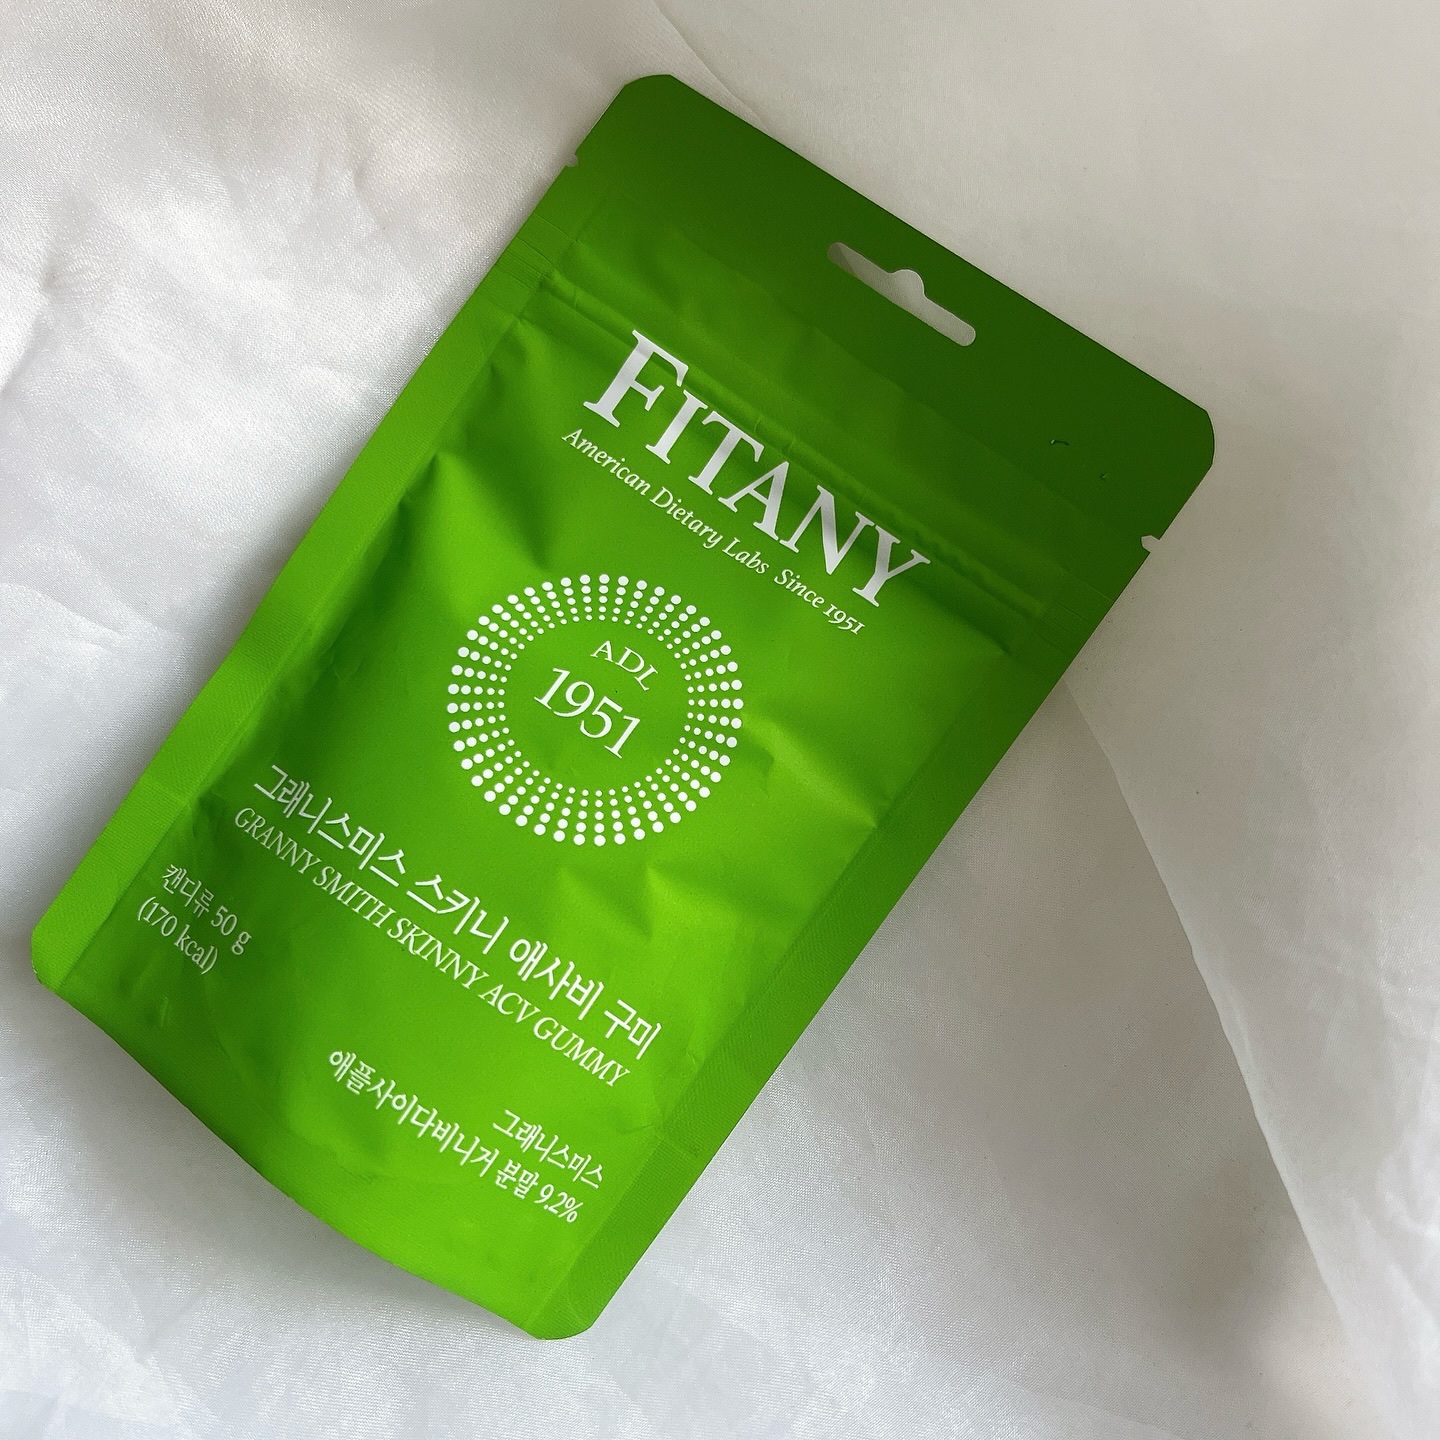 FITANY
American Dietary Labs Since 1951
ADL
1951
그래니스미스 스키니 애사비 구미
GRANNY SMITH SKINNY ACV GUMMY
캔디류 50 g
(170 kcal)
그래니스미스
애플사이다비니거 분말 9.2%